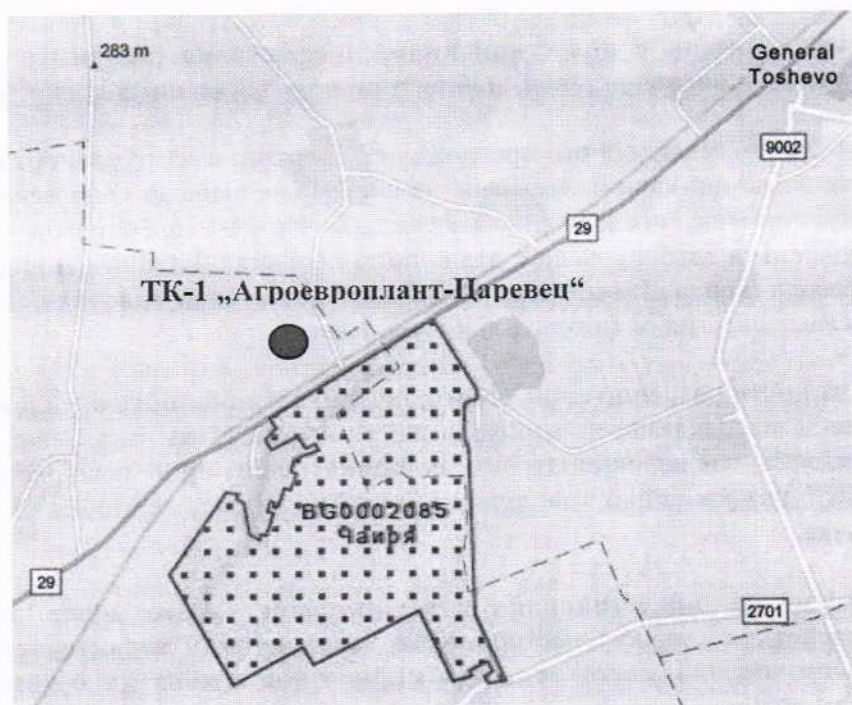 283 m
General
Toshevo
9002
29
ТК-1 „Агроевроплант-Царевец“
BG0002085
Чаиря
29
2701